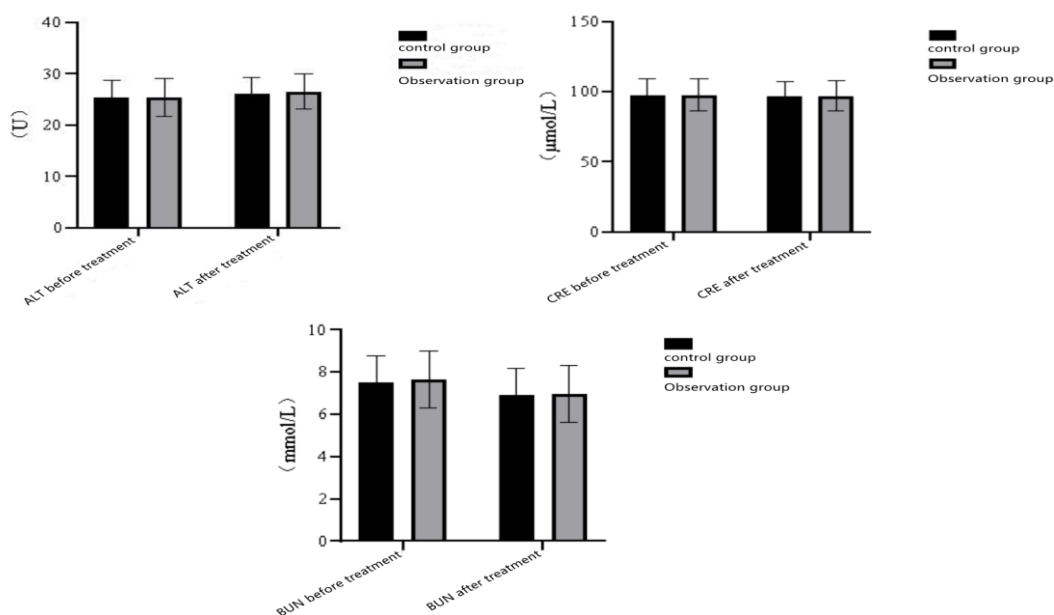 40
30
20
10
0
(U)
ALT before treatment
ALT after treatment
control group
Observation group
150
100
50
0
(μmol/L)
CRE before treatment
CRE after treatment
control group
Observation group
10
8
6
4
2
0
(mmol/L)
BUN before treatment
BUN after treatment
control group
Observation group